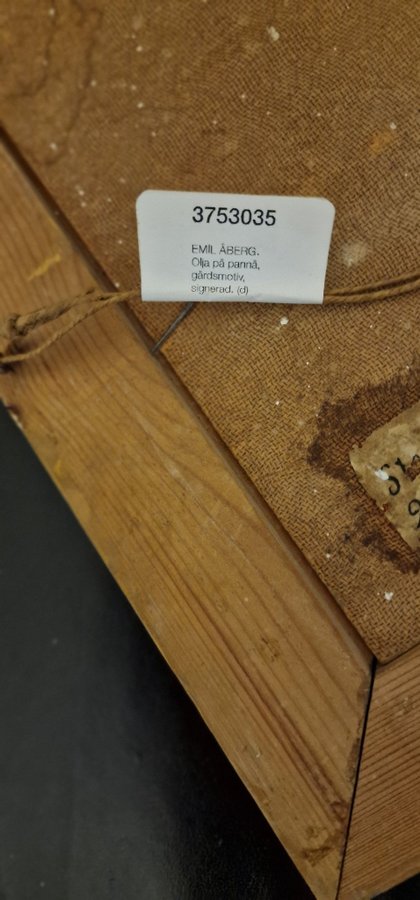 3753035
EMIL ÅBERG.
Olja på pannå,
gårdsmotiv,
signerad. (d)